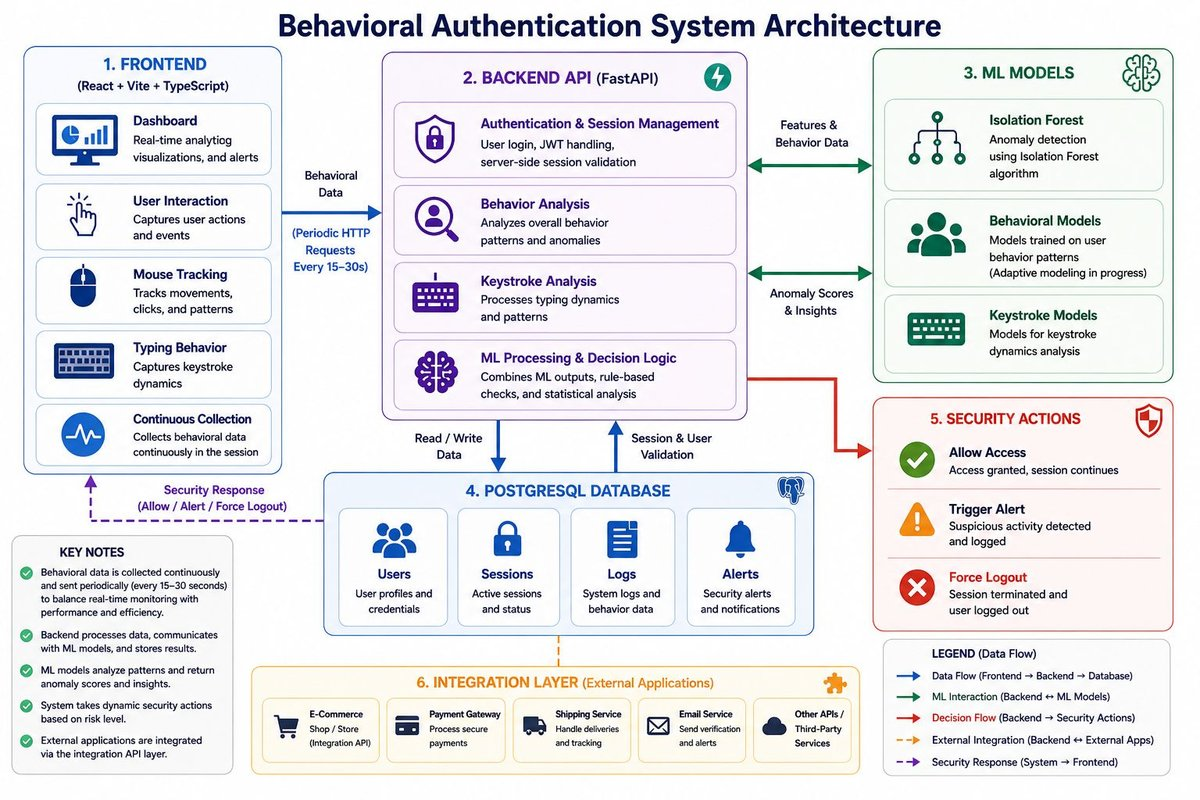 Behavioral Authentication System Architecture
1. FRONTEND
(React + Vite + TypeScript)
Dashboard
Real-time analyting
visualizations, and alerts
User Interaction
Captures user actions
and events
Mouse Tracking
Tracks movements,
clicks, and patterns
Typing Behavior
Captures keystroke
dynamics
Continuous Collection
Collects behavioral data
continuously in the session
Behavioral
Data
(Periodic HTTP
Requests
Every 15–30s)
2. BACKEND API (FastAPI)
Authentication & Session Management
User login, JWT handling,
server-side session validation
Behavior Analysis
Analyzes overall behavior
patterns and anomalies
Keystroke Analysis
Processes typing dynamics
and patterns
ML Processing & Decision Logic
Combines ML outputs, rule-based
checks, and statistical analysis
Features &
Behavior Data
Anomaly Scores
& Insights
3. ML MODELS
Isolation Forest
Anomaly detection
using Isolation Forest
algorithm
Behavioral Models
Models trained on user
behavior patterns
(Adaptive modeling in progress)
Keystroke Models
Models for keystroke
dynamics analysis
Read / Write
Data
Session & User
Validation
Security Response
(Allow / Alert / Force Logout)
4. POSTGRESQL DATABASE
Users
User profiles and
credentials
Sessions
Active sessions
and status
Logs
System logs and
behavior data
Alerts
Security alerts
and notifications
5. SECURITY ACTIONS
Allow Access
Access granted, session continues
Trigger Alert
Suspicious activity detected
and logged
Force Logout
Session terminated and
user logged out
KEY NOTES
Behavioral data is collected continuously
and sent periodically (every 15–30 seconds)
to balance real-time monitoring with
performance and efficiency.
Backend processes data, communicates
with ML models, and stores results.
ML models analyze patterns and return
anomaly scores and insights.
System takes dynamic security actions
based on risk level.
External applications are integrated
via the integration API layer.
6. INTEGRATION LAYER (External Applications)
E-Commerce
Shop / Store
(Integration API)
Payment Gateway
Process secure
payments
Shipping Service
Handle deliveries
and tracking
Email Service
Send verification
and alerts
Other APIs /
Third-Party
Services
LEGEND (Data Flow)
Data Flow (Frontend → Backend → Database)
ML Interaction (Backend ↔ ML Models)
Decision Flow (Backend → Security Actions)
External Integration (Backend ↔ External Apps)
Security Response (System → Frontend)